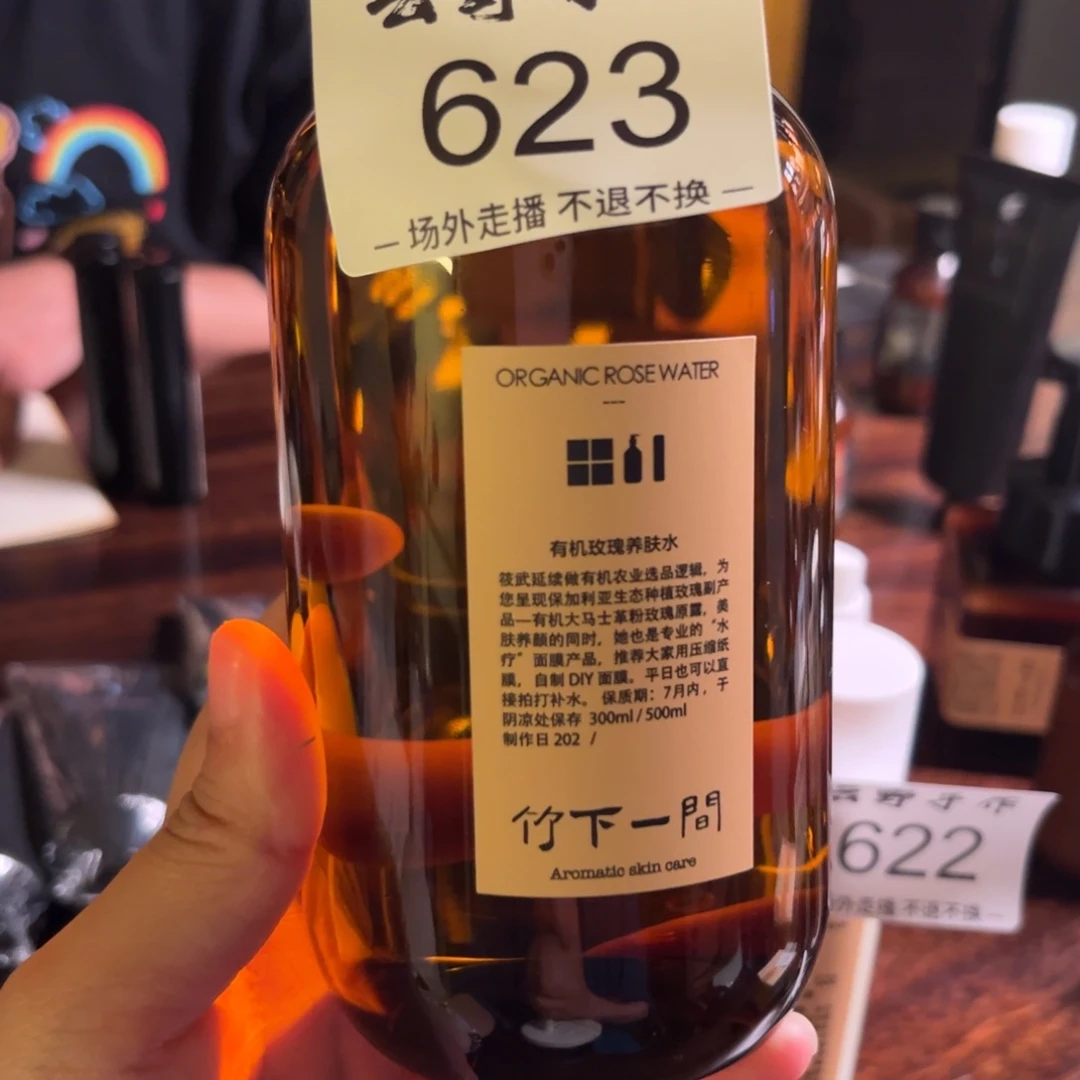 623
场外走播 不退不换
ORGANIC ROSE WATER
有机玫瑰养肤水
筱武延续做有机农业选品逻辑，为
您呈现保加利亚生态种植玫瑰副产
品—有机大马士革粉玫瑰原露，美
肤养颜的同时，她也是专业的“水
疗”面膜产品，推荐大家用压缩纸
膜，自制 DIY 面膜。平日也可以直
接拍打补水。 保质期：7月内，于
阴凉处保存 300ml / 500ml
制作日 202 /
竹下一間
Aromatic skin care
622
外走播 不退不换